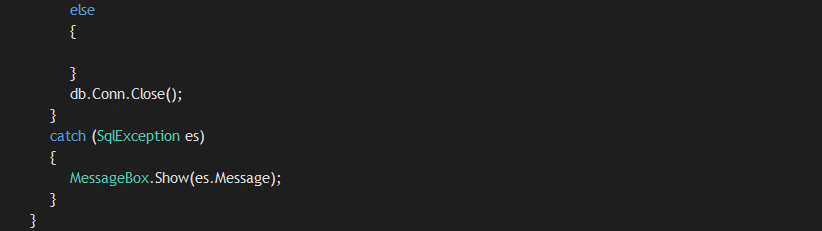 else
{
}
db.Conn.Close();
}
catch (SqlException es)
{
MessageBox.Show(es.Message);
}
}